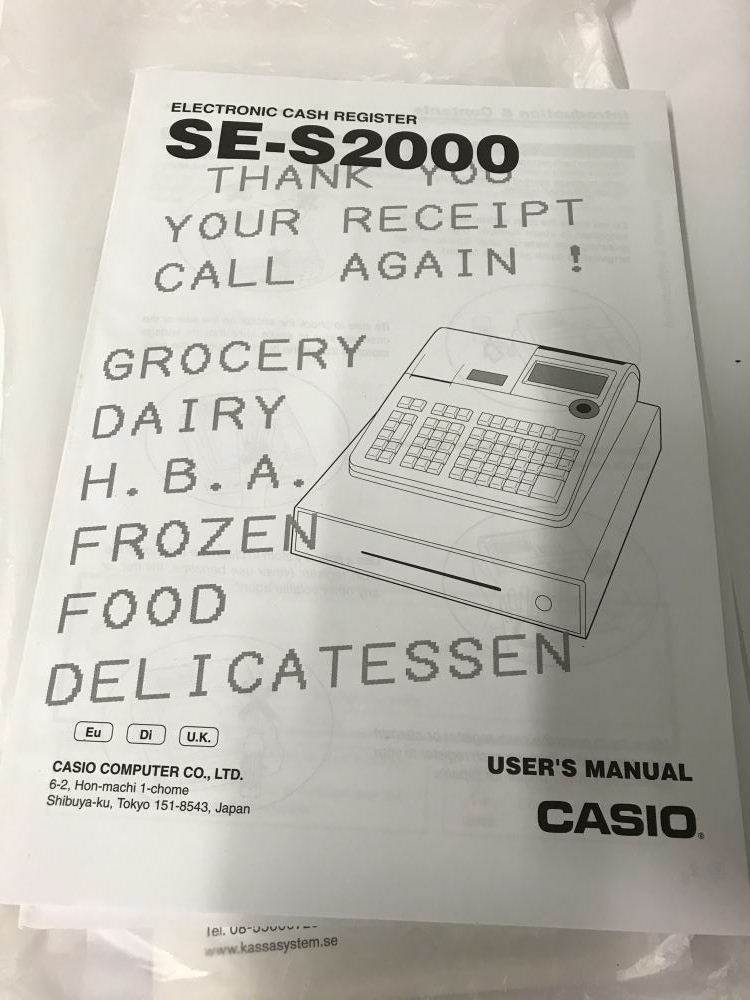 ELECTRONIC CASH REGISTER
SE-S2000
THANK YOU
YOUR RECEIPT
CALL AGAIN !
GROCERY
DAIRY
H.B.A.
FROZEN
FOOD
DELICATESSEN
Eu Di U.K.
CASIO COMPUTER CO., LTD.
6-2, Hon-machi 1-chome
Shibuya-ku, Tokyo 151-8543, Japan
USER'S MANUAL
CASIO®
Tel.
www.kassasystem.se